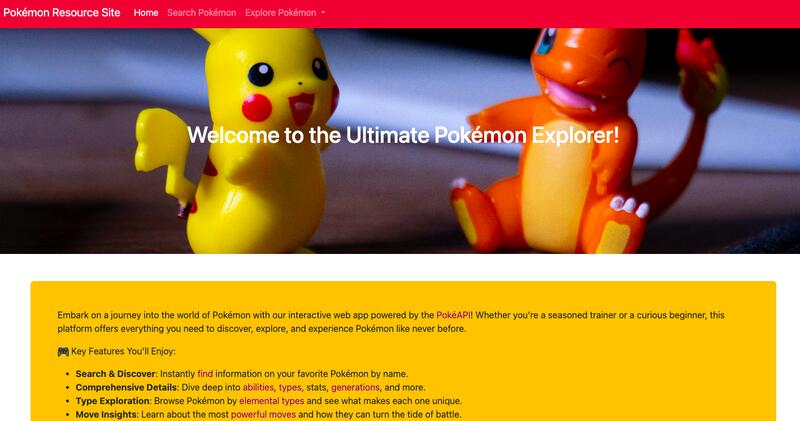 Pokémon Resource Site Home Search Pokémon Explore Pokémon
Welcome to the Ultimate Pokémon Explorer!
Embark on a journey into the world of Pokémon with our interactive web app powered by the PokéAPI! Whether you're a seasoned trainer or a curious beginner, this
platform offers everything you need to discover, explore, and experience Pokémon like never before.
🎮 Key Features You'll Enjoy:
• Search & Discover: Instantly find information on your favorite Pokémon by name.
• Comprehensive Details: Dive deep into abilities, types, stats, generations, and more.
• Type Exploration: Browse Pokémon by elemental types and see what makes each one unique.
• Move Insights: Learn about the most powerful moves and how they can turn the tide of battle.